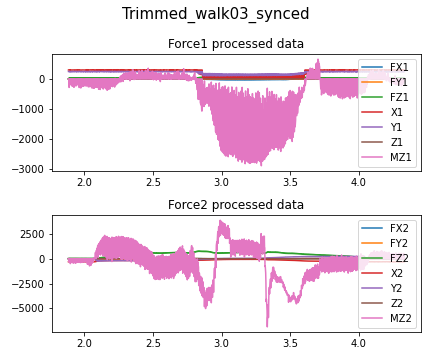 Trimmed_walk03_synced
Force1 processed data
0
-1000
-2000
-3000
FX1
FY1
FZ1
X1
Y1
Z1
MZ1
2.0 2.5 3.0 3.5 4.0
Force2 processed data
2500
0
-2500
-5000
FX2
FY2
FZ2
X2
Y2
Z2
MZ2
2.0 2.5 3.0 3.5 4.0